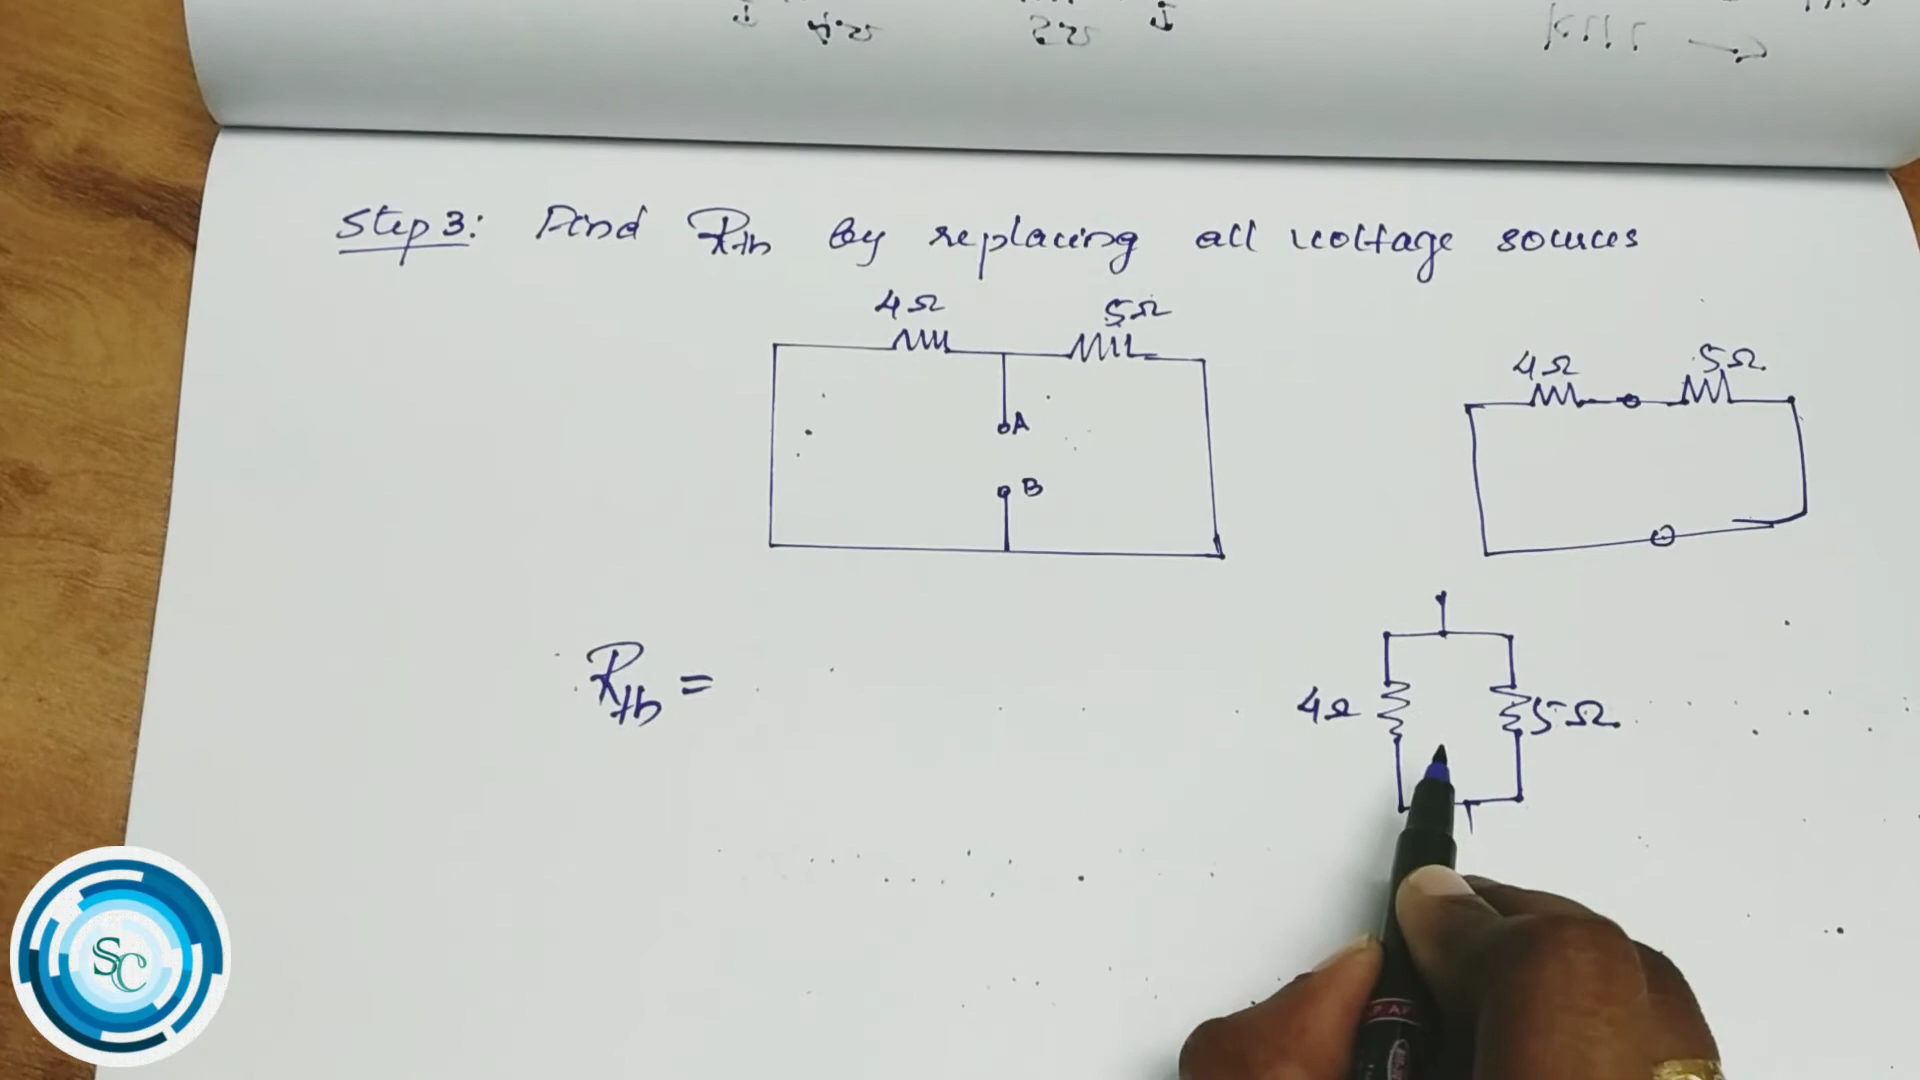 Step 3: Find Rth by replacing all voltage sources
4Ω 5Ω
A
B
4Ω 5Ω
Rth =
4Ω 5Ω
SC